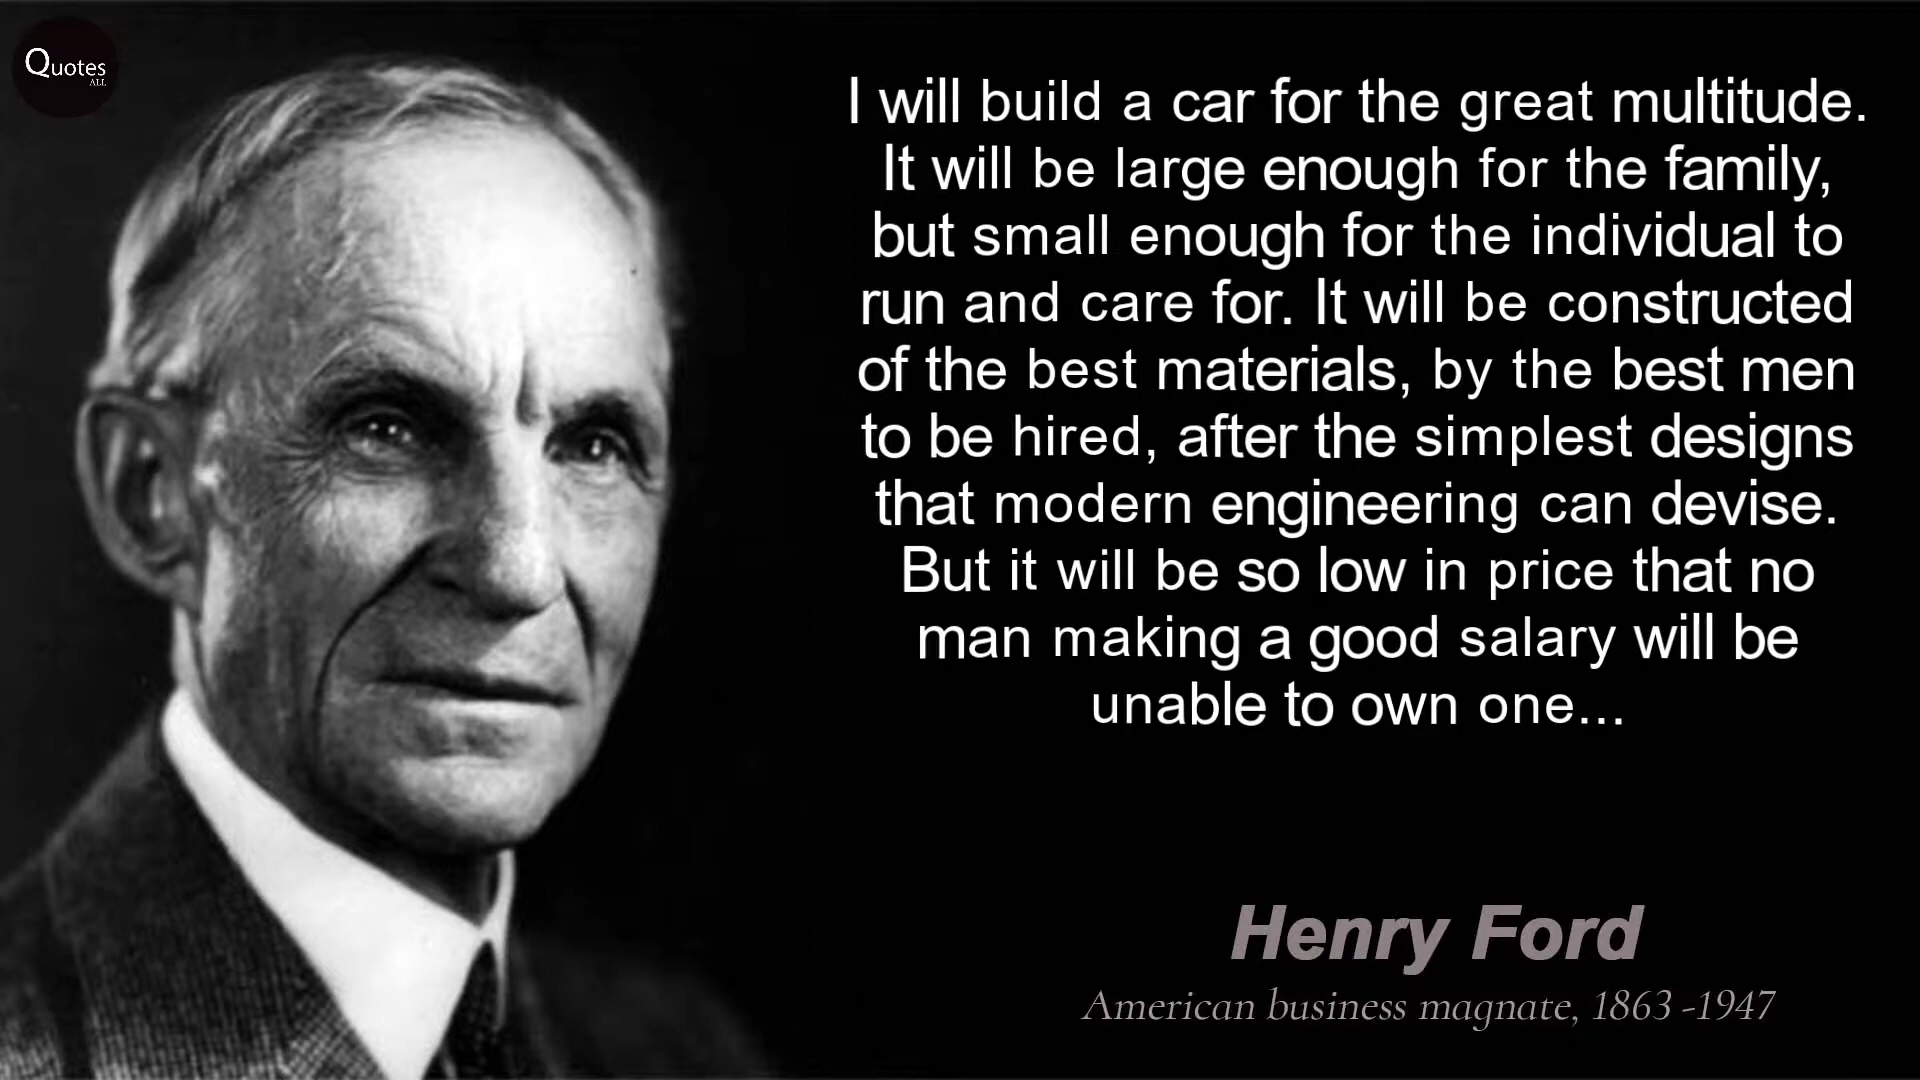 Quotes
ALL
I will build a car for the great multitude.
It will be large enough for the family,
but small enough for the individual to
run and care for. It will be constructed
of the best materials, by the best men
to be hired, after the simplest designs
that modern engineering can devise.
But it will be so low in price that no
man making a good salary will be
unable to own one...
Henry Ford
American business magnate, 1863 -1947